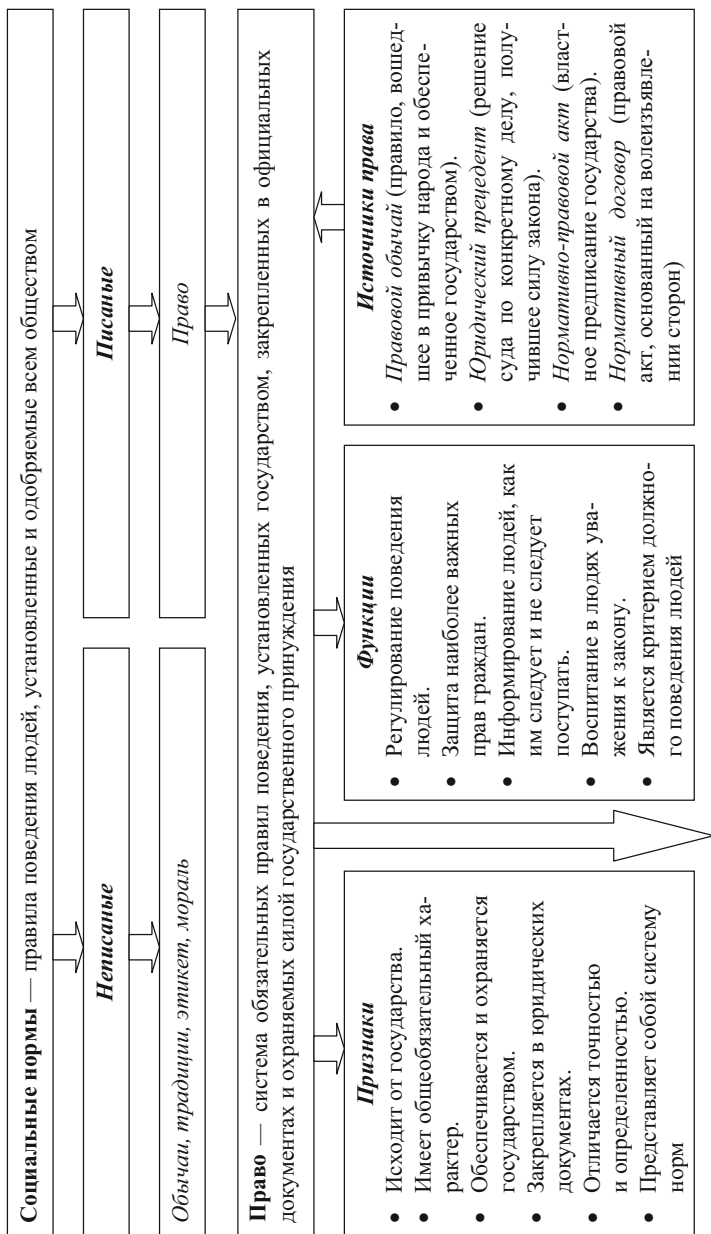 Социальные нормы — правила поведения людей, установленные и одобряемые всем обществом
Неписаные
Писаные
Обычаи, традиции, этикет, мораль
Право
Право — система обязательных правил поведения, установленных государством, закрепленных в официальных
документах и охраняемых силой государственного принуждения
Признаки
• Исходит от государства.
• Имеет общеобязательный ха-
рактер.
• Обеспечивается и охраняется
государством.
• Закрепляется в юридических
документах.
• Отличается точностью
и определенностью.
• Представляет собой систему
норм
Функции
• Регулирование поведения
людей.
• Защита наиболее важных
прав граждан.
• Информирование людей, как
им следует и не следует
поступать.
• Воспитание в людях ува-
жения к закону.
• Является критерием должно-
го поведения людей
Источники права
• Правовой обычай (правило, вошед-
шее в привычку народа и обеспе-
ченное государством).
• Юридический прецедент (решение
суда по конкретному делу, полу-
чившее силу закона).
• Нормативно-правовой акт (власт-
ное предписание государства).
• Нормативный договор (правовой
акт, основанный на волеизъявле-
нии сторон)